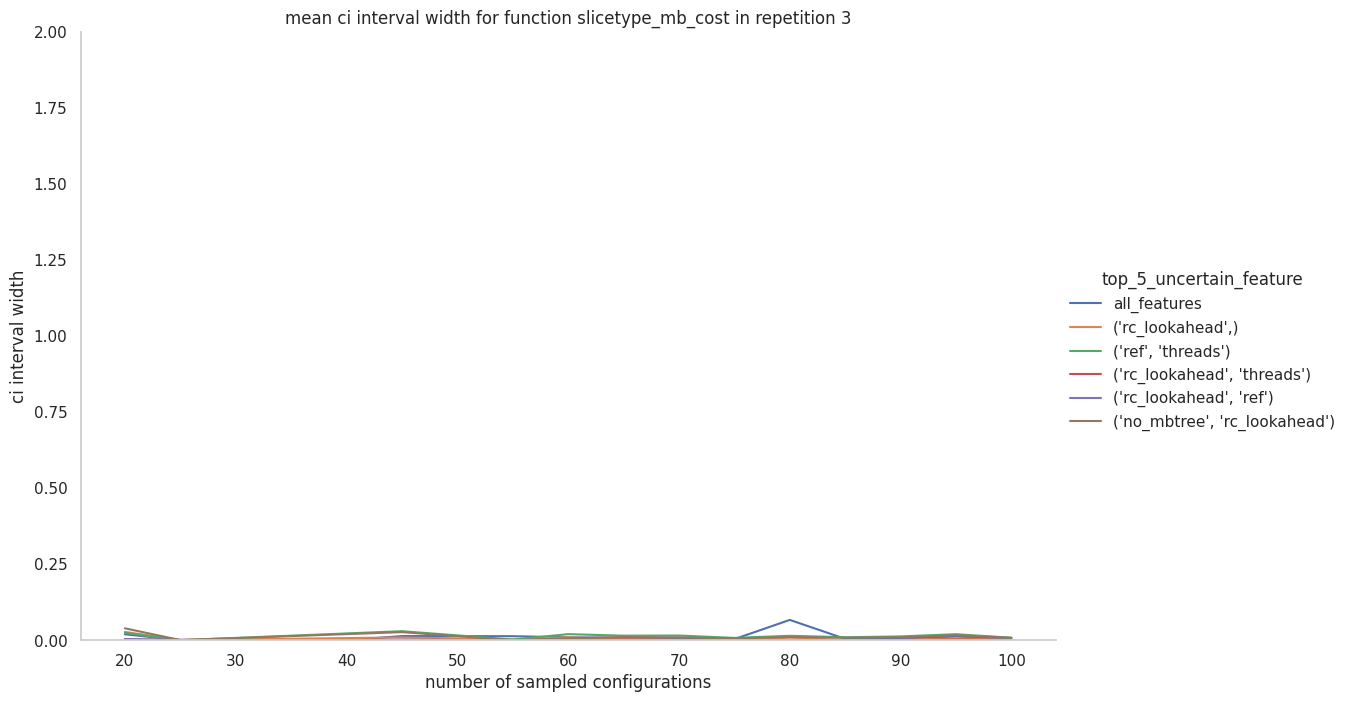 mean ci interval width for function slicetype_mb_cost in repetition 3
2.00
1.75
1.50
1.25
1.00
0.75
0.50
0.25
0.00
ci interval width
20 30 40 50 60 70 80 90 100
number of sampled configurations
top_5_uncertain_feature
all_features
('rc_lookahead',)
('ref', 'threads')
('rc_lookahead', 'threads')
('rc_lookahead', 'ref')
('no_mbtree', 'rc_lookahead')